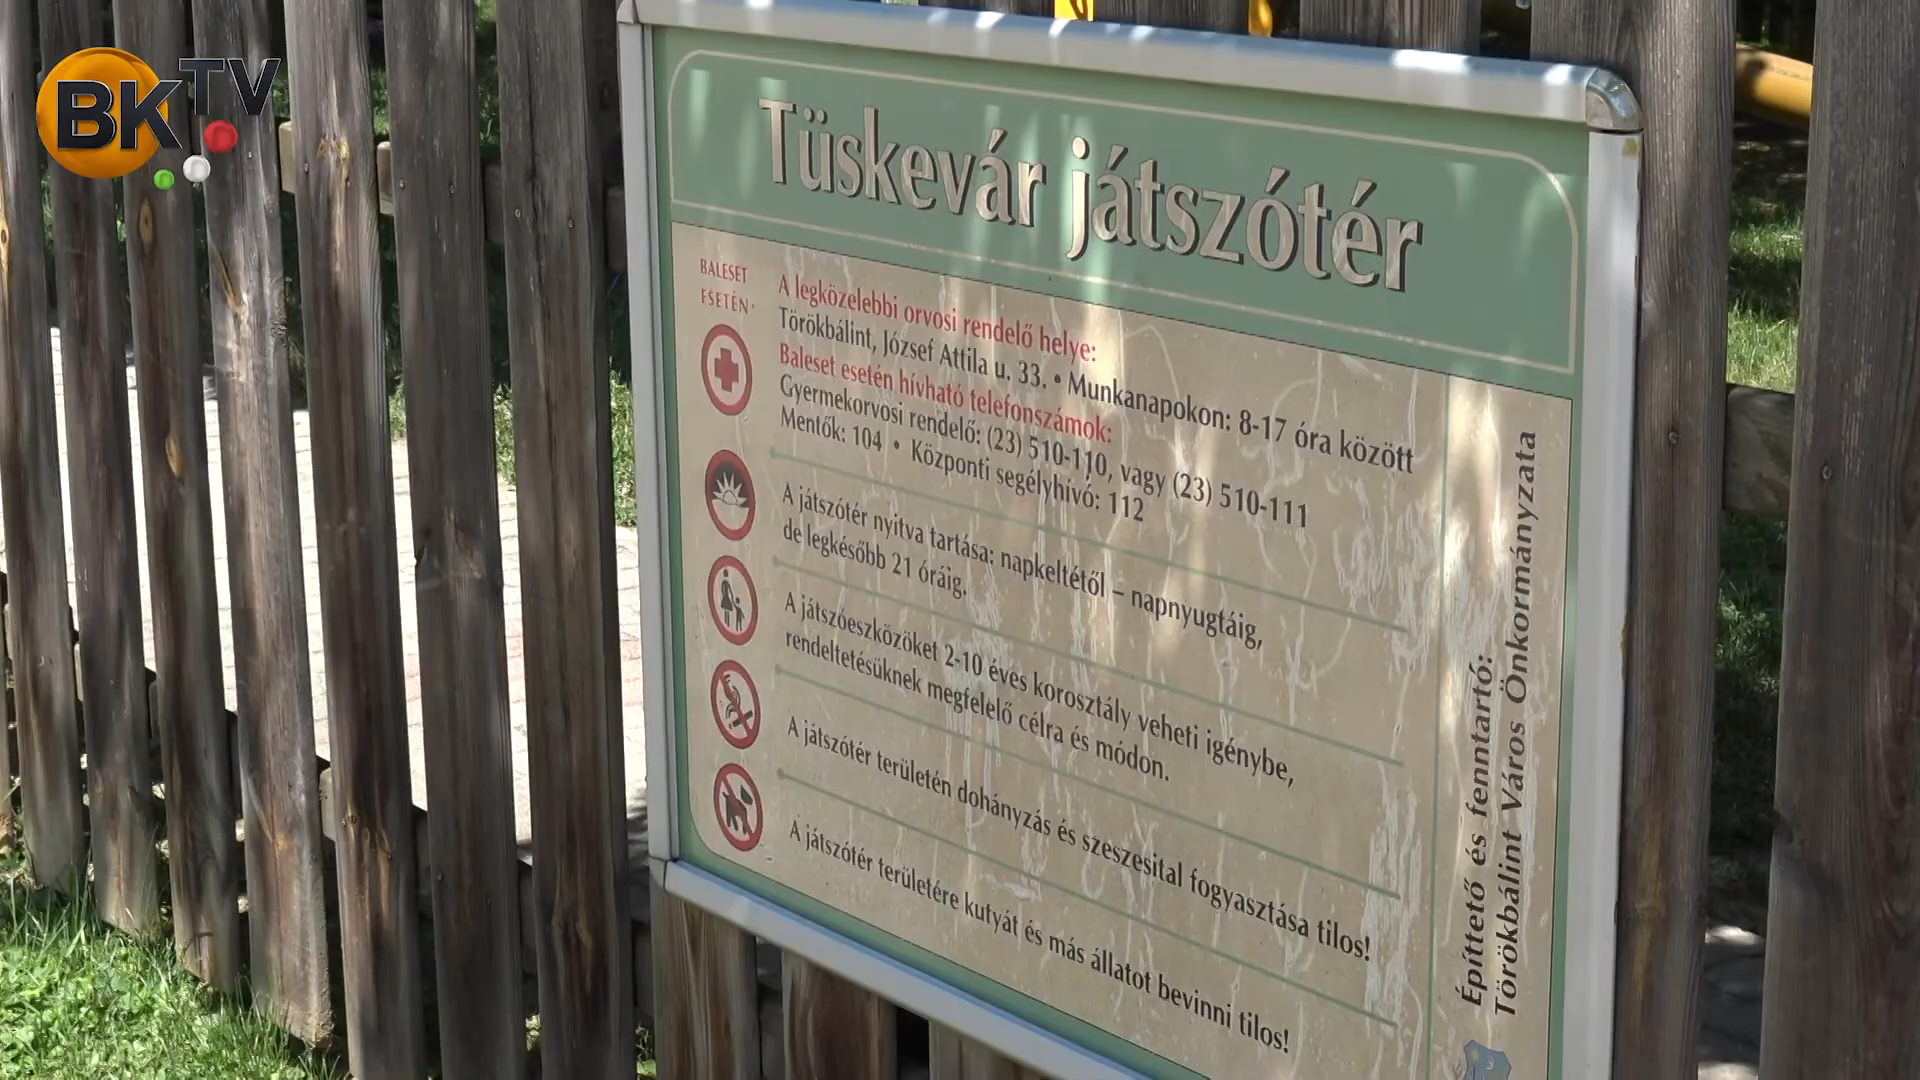 BKTV
Tüskevár játszótér
BALESET
ESETÉN:
A legközelebbi orvosi rendelő helye:
Törökbálint, József Attila u. 33. • Munkanapokon: 8-17 óra között
Baleset esetén hívható telefonszámok:
Gyermekorvosi rendelő: (23) 510-110, vagy (23) 510-111
Mentők: 104 • Központi segélyhívó: 112
A játszótér nyitva tartása: napkeltétől – napnyugtáig,
de legkésőbb 21 óráig.
A játszóeszközöket 2-10 éves korosztály veheti igénybe,
rendeltetésüknek megfelelő célra és módon.
A játszótér területén dohányzás és szeszesital fogyasztása tilos!
A játszótér területére kutyát és más állatot bevinni tilos!
Építtető és fenntartó:
Törökbálint Város Önkormányzata